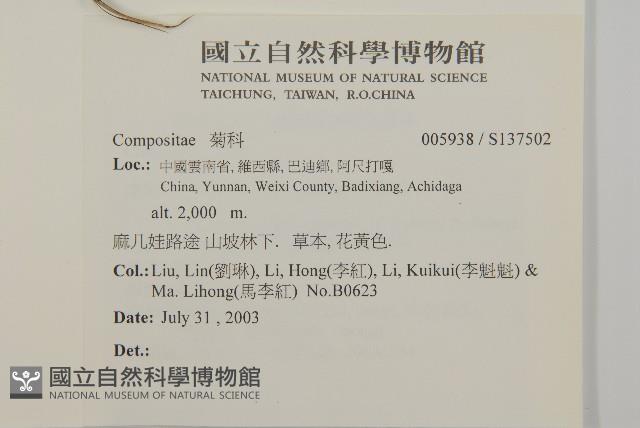 國立自然科學博物館
NATIONAL MUSEUM OF NATURAL SCIENCE
TAICHUNG, TAIWAN, R.O.CHINA
Compositae 菊科 005938 / S137502
Loc.: 中國雲南省, 維西縣, 巴迪鄉, 阿尺打嘎
China, Yunnan, Weixi County, Badixiang, Achidaga
alt. 2,000 m.
麻儿娃路途 山坡林下. 草本, 花黃色.
Col.: Liu, Lin(劉琳), Li, Hong(李紅), Li, Kuikui(李魁魁) &
Ma. Lihong(馬李紅) No.B0623
Date: July 31 , 2003
Det.:
國立自然科學博物館
NATIONAL MUSEUM OF NATURAL SCIENCE